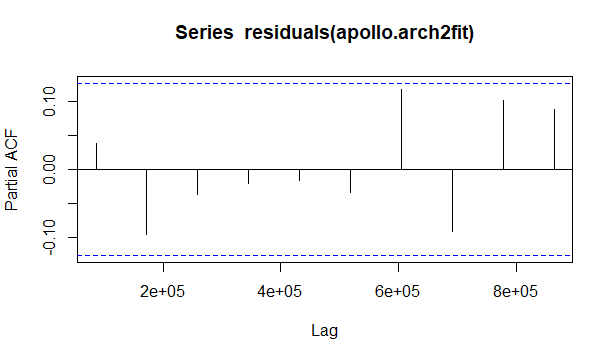 Series residuals(apollo.arch2fit)
Partial ACF
0.10
0.00
-0.10
2e+05 4e+05 6e+05 8e+05
Lag